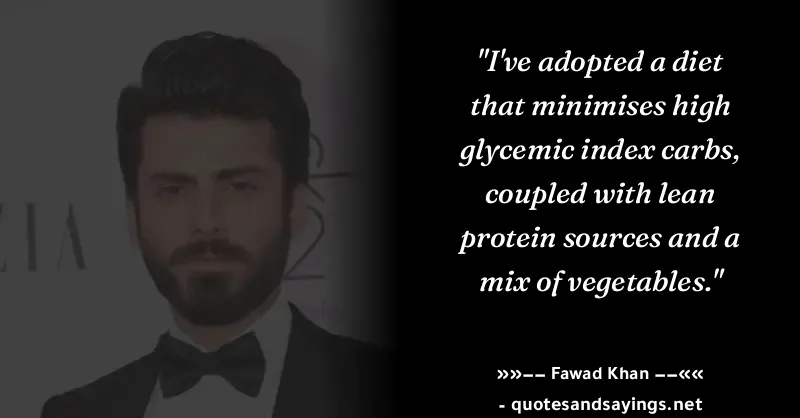 "I've adopted a diet
that minimises high
glycemic index carbs,
coupled with lean
protein sources and a
mix of vegetables."
»»−− Fawad Khan −−««
- quotesandsayings.net
ZIA